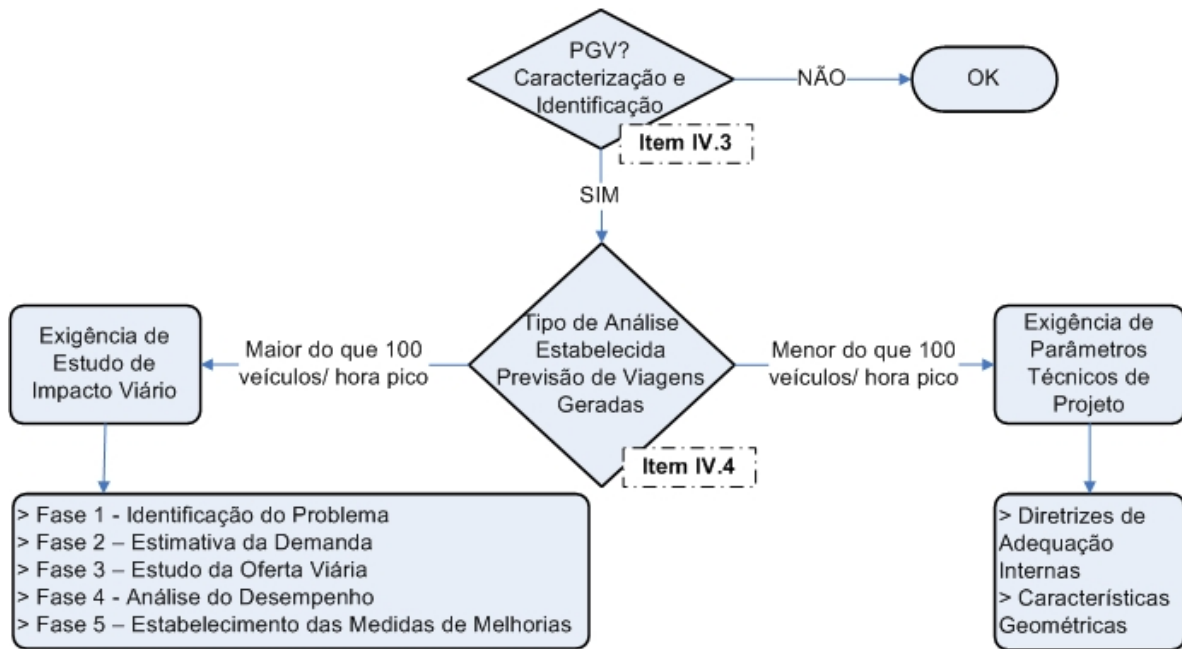 PGV?
Caracterização e
Identificação
NÃO
OK
Item IV.3
SIM
Tipo de Análise
Estabelecida
Previsão de Viagens
Geradas
Item IV.4
Maior do que 100
veículos/ hora pico
Exigência de
Estudo de
Impacto Viário
Menor do que 100
veículos/ hora pico
Exigência de
Parâmetros
Técnicos de
Projeto
> Fase 1 - Identificação do Problema
> Fase 2 – Estimativa da Demanda
> Fase 3 – Estudo da Oferta Viária
> Fase 4 - Análise do Desempenho
> Fase 5 – Estabelecimento das Medidas de Melhorias
> Diretrizes de
Adequação
Internas
> Características
Geométricas